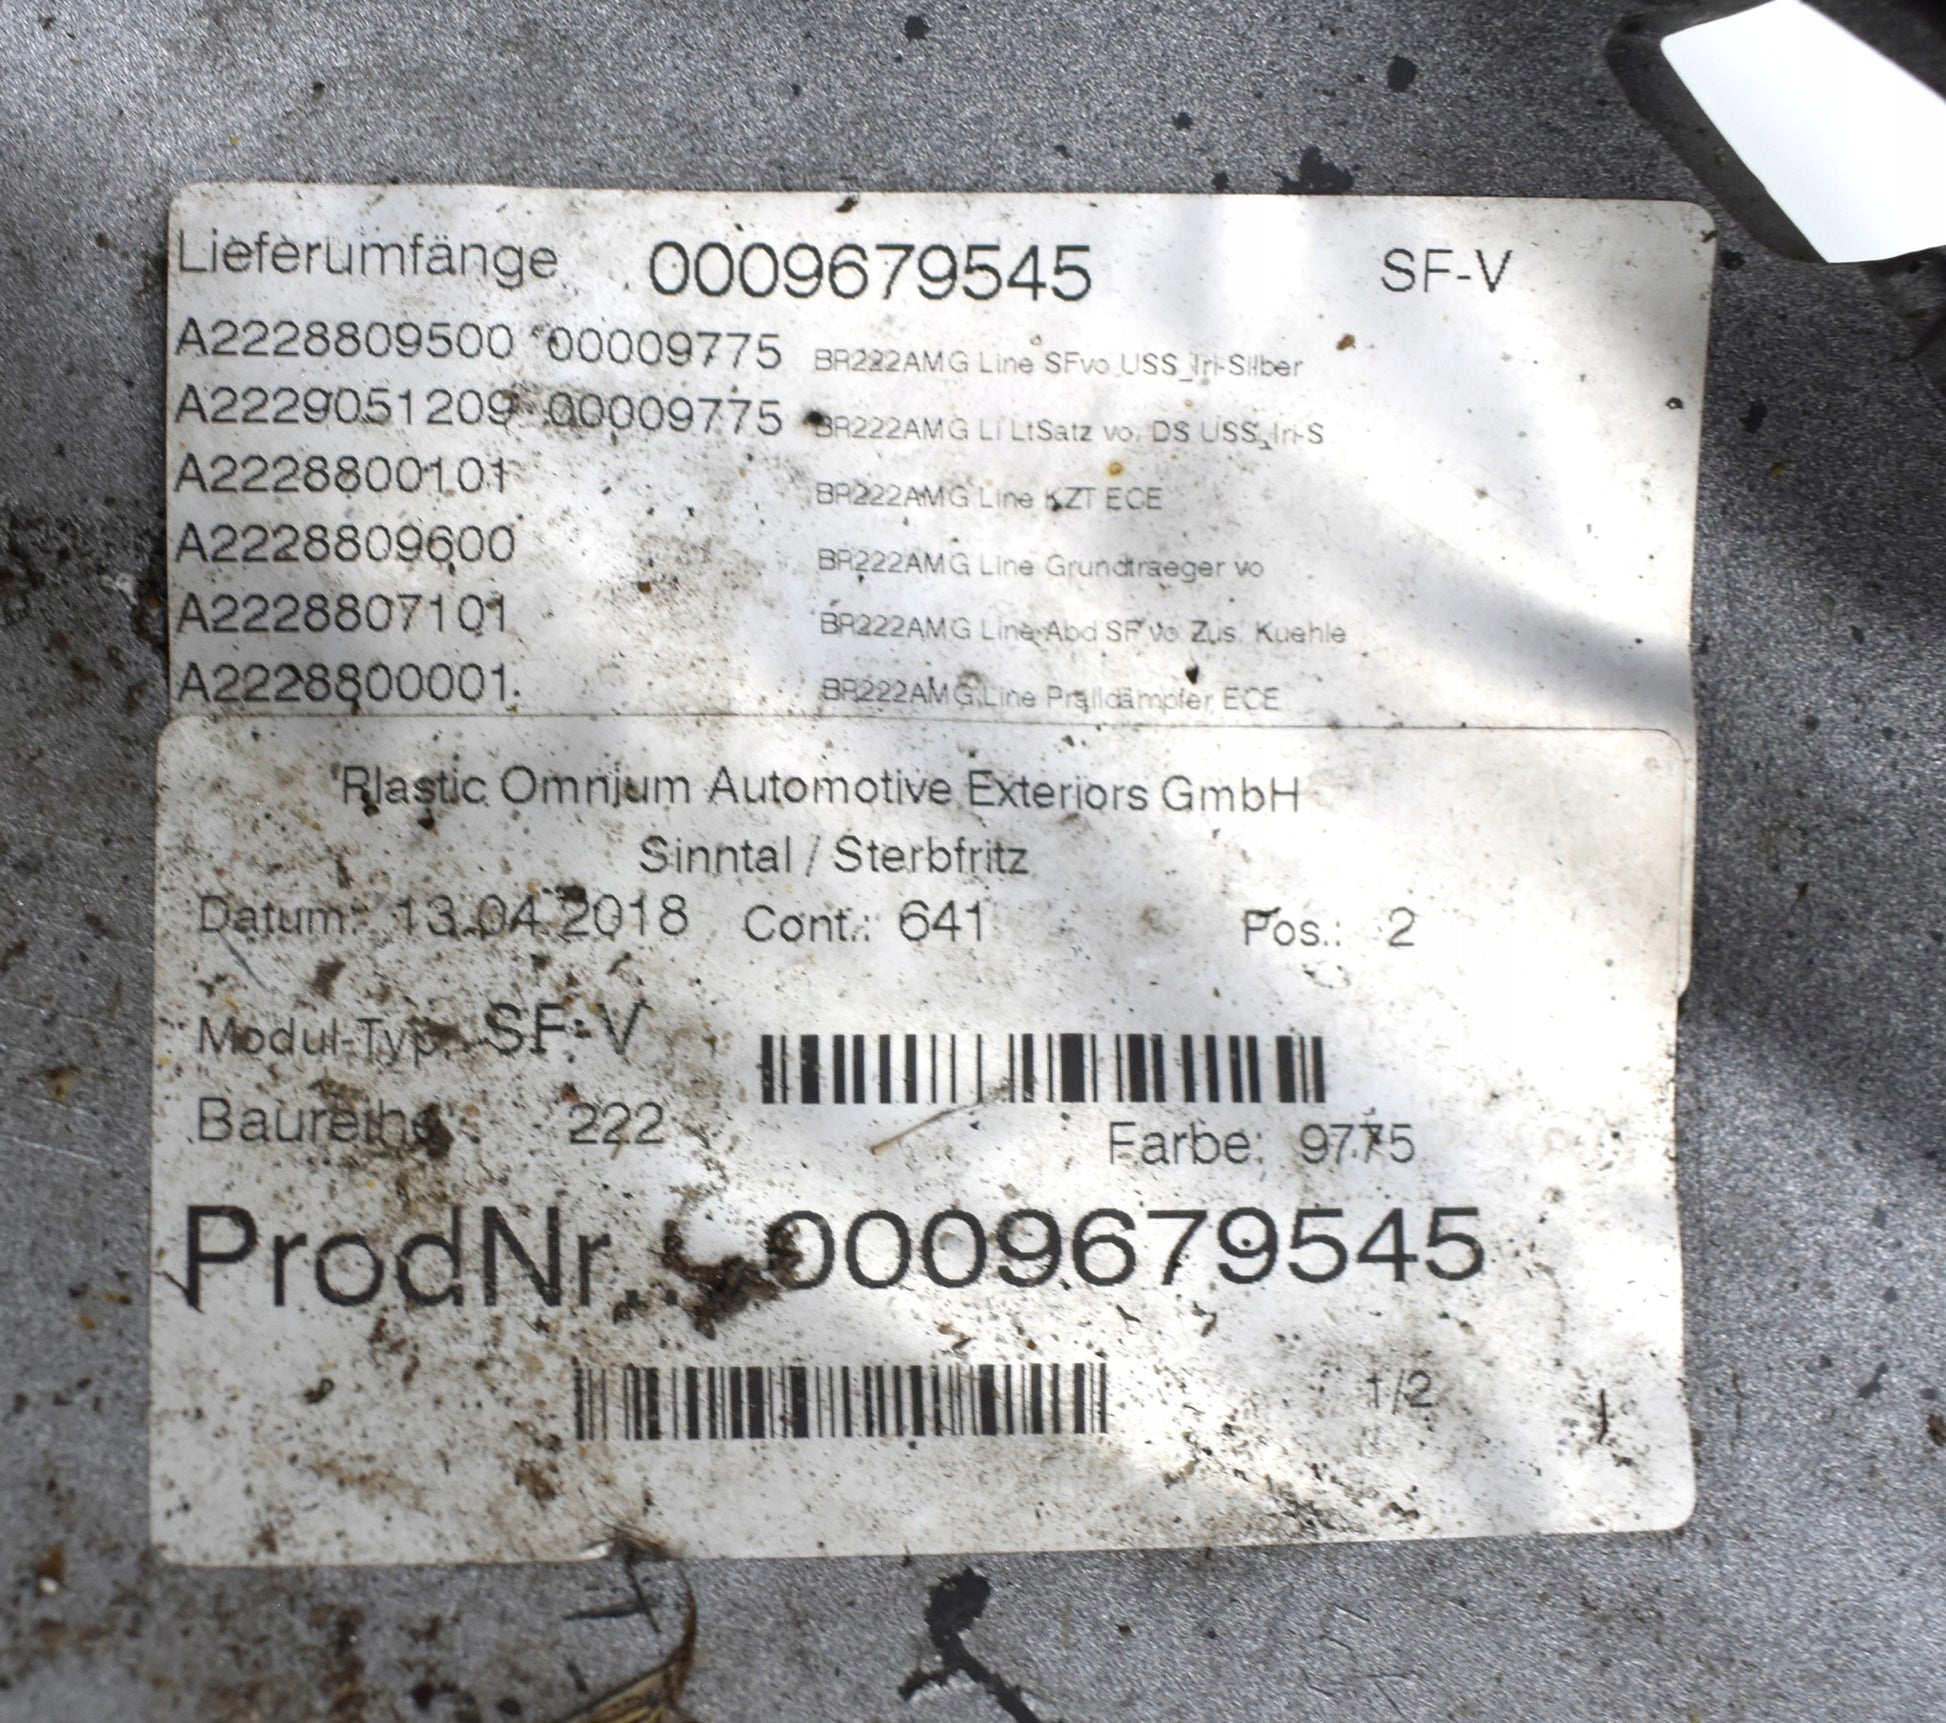 Lieferumfänge 0009679545 SF-V
A2228809500 00009775 BR222AMG Line SFvo USS_Iri-Silber
A2229051209 00009775 BR222AMG Li LtSatz vo. DS USS_Iri-S
A2228800101 BR222AMG Line KZT ECE
A2228809600 BR222AMG Line Grundtraeger vo
A2228807101 BR222AMG Line Abd SF vo Zus. Kuehle
A2228800001 BR222AMG Line Pralldämpfer ECE
Plastic Omnium Automotive Exteriors GmbH
Sinntal / Sterbfritz
Datum: 13.04.2018 Cont.: 641 Pos.: 2
Modul-Typ: SF-V
Baureihe: 222 Farbe: 9775
ProdNr.: 0009679545
1/2